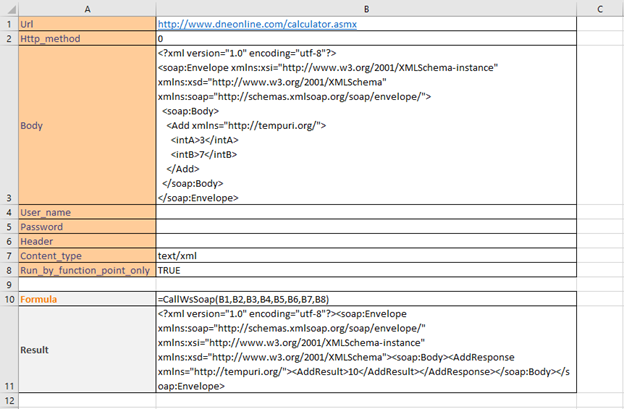 A B C
1 Url http://www.dneonline.com/calculator.asmx
2 Http_method 0
<?xml version="1.0" encoding="utf-8"?>
<soap:Envelope xmlns:xsi="http://www.w3.org/2001/XMLSchema-instance"
xmlns:xsd="http://www.w3.org/2001/XMLSchema"
xmlns:soap="http://schemas.xmlsoap.org/soap/envelope/">
<soap:Body>
Body <Add xmlns="http://tempuri.org/">
<intA>3</intA>
<intB>7</intB>
</Add>
</soap:Body>
3 </soap:Envelope>
4 User_name
5 Password
6 Header
7 Content_type text/xml
8 Run_by_function_point_only TRUE
9
10 Formula =CallWsSoap(B1,B2,B3,B4,B5,B6,B7,B8)
<?xml version="1.0" encoding="utf-8"?><soap:Envelope
xmlns:soap="http://schemas.xmlsoap.org/soap/envelope/"
xmlns:xsi="http://www.w3.org/2001/XMLSchema-instance"
Result xmlns:xsd="http://www.w3.org/2001/XMLSchema"><soap:Body><AddResponse
xmlns="http://tempuri.org/"><AddResult>10</AddResult></AddResponse></soap:Body></s
11 oap:Envelope>
12